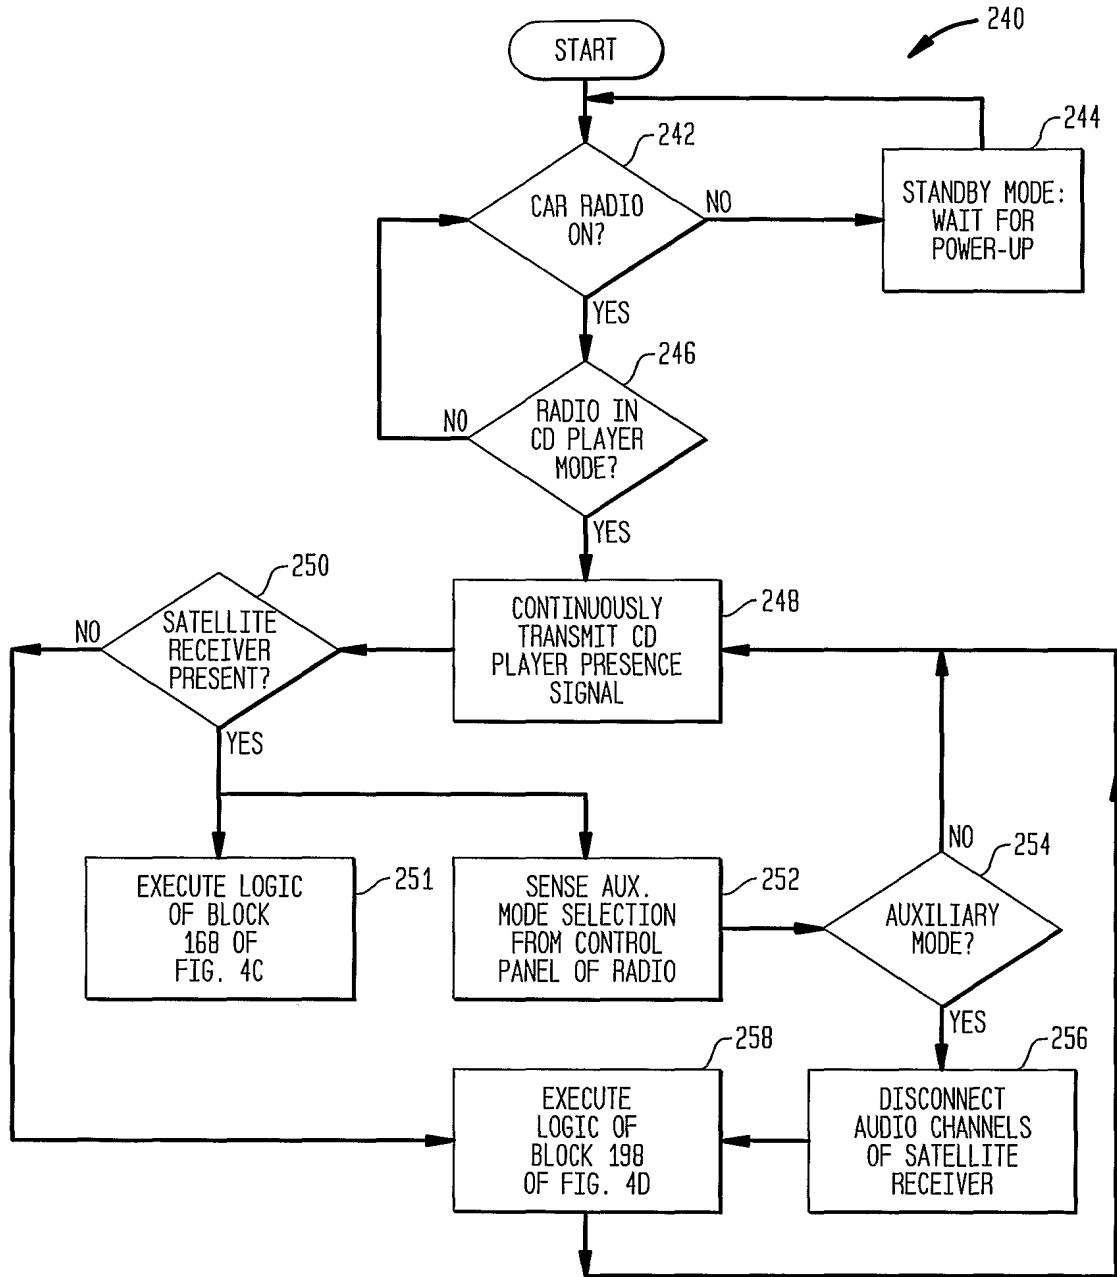 START
240
242
CAR RADIO
ON?
NO
244
STANDBY MODE:
WAIT FOR
POWER-UP
YES
246
RADIO IN
CD PLAYER
MODE?
NO
YES
248
CONTINUOUSLY
TRANSMIT CD
PLAYER PRESENCE
SIGNAL
250
SATELLITE
RECEIVER
PRESENT?
NO
YES
251
EXECUTE LOGIC
OF BLOCK
168 OF
FIG. 4C
252
SENSE AUX.
MODE SELECTION
FROM CONTROL
PANEL OF RADIO
NO
254
AUXILIARY
MODE?
YES
256
DISCONNECT
AUDIO CHANNELS
OF SATELLITE
RECEIVER
258
EXECUTE
LOGIC OF
BLOCK 198
OF FIG. 4D